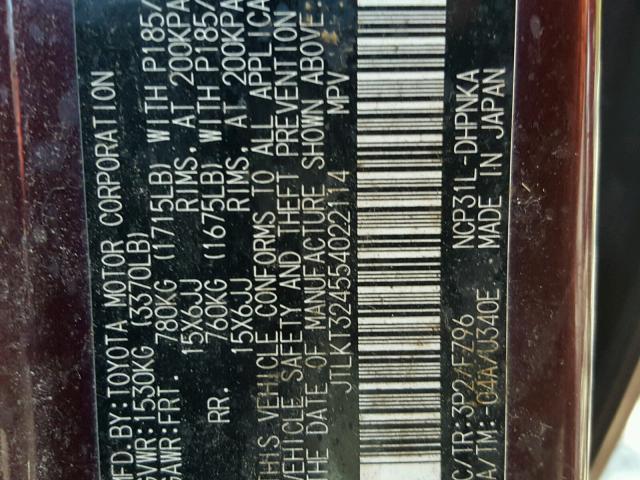 MFD.BY:TOYOTA MOTOR CORPORATION
GVWR:1530KG (3370LB)
GAWR:FRT. 780KG (1715LB) WITH P185/
15X6JJ RIMS, AT 200KPA
RR. 760KG (1675LB) WITH P185/
15X6JJ RIMS, AT 200KPA
THIS VEHICLE CONFORMS TO ALL APPLICA
VEHICLE SAFETY AND THEFT PREVENTION
THE DATE OF MANUFACTURE SHOWN ABOVE
JTLKT324554022114 MPV
C/TR:3P2/FZ96 NCP31L-DHPNKA
A/TM:-04A/U340E MADE IN JAPAN